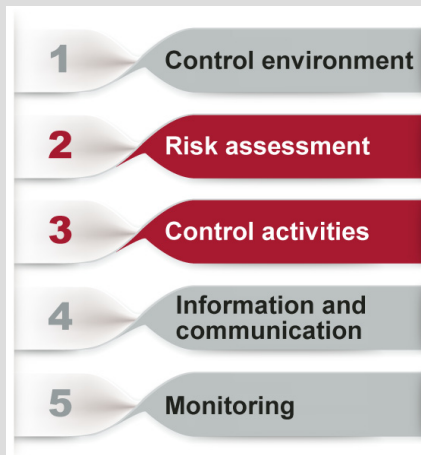 1 Control environment
2 Risk assessment
3 Control activities
4 Information and
communication
5 Monitoring